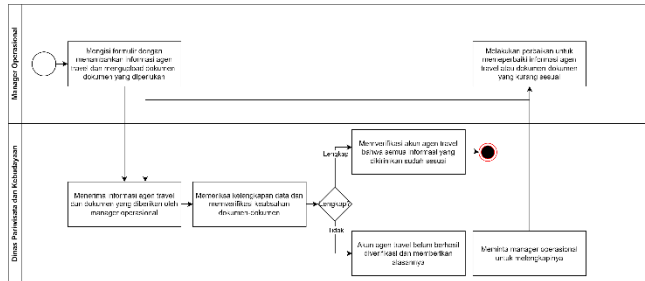 Manager Operasional
Mengisi formulir dengan
menambahkan informasi agen
travel dan mengupload dokumen
dokumen yang diperlukan
Melakukan perbaikan untuk
memperbaiki informasi agen
travel atau dokumen dokumen
yang kurang sesuai
Dinas Pariwisata dan Kebudayaan
Menerima informasi agen travel
dan dokumen yang diberikan oleh
manager operasional
Memeriksa kelengkapan data dan
memverifikasi keabsahan
dokumen-dokumen
Lengkap?
Lengkap
Memverifikasi akun agen travel
bahwa semua informasi yang
dikirimkan sudah sesuai
Tidak
Akun agen travel belum berhasil
diverifikasi dan memberikan
alasannya
Meminta manager operasional
untuk melengkapinya